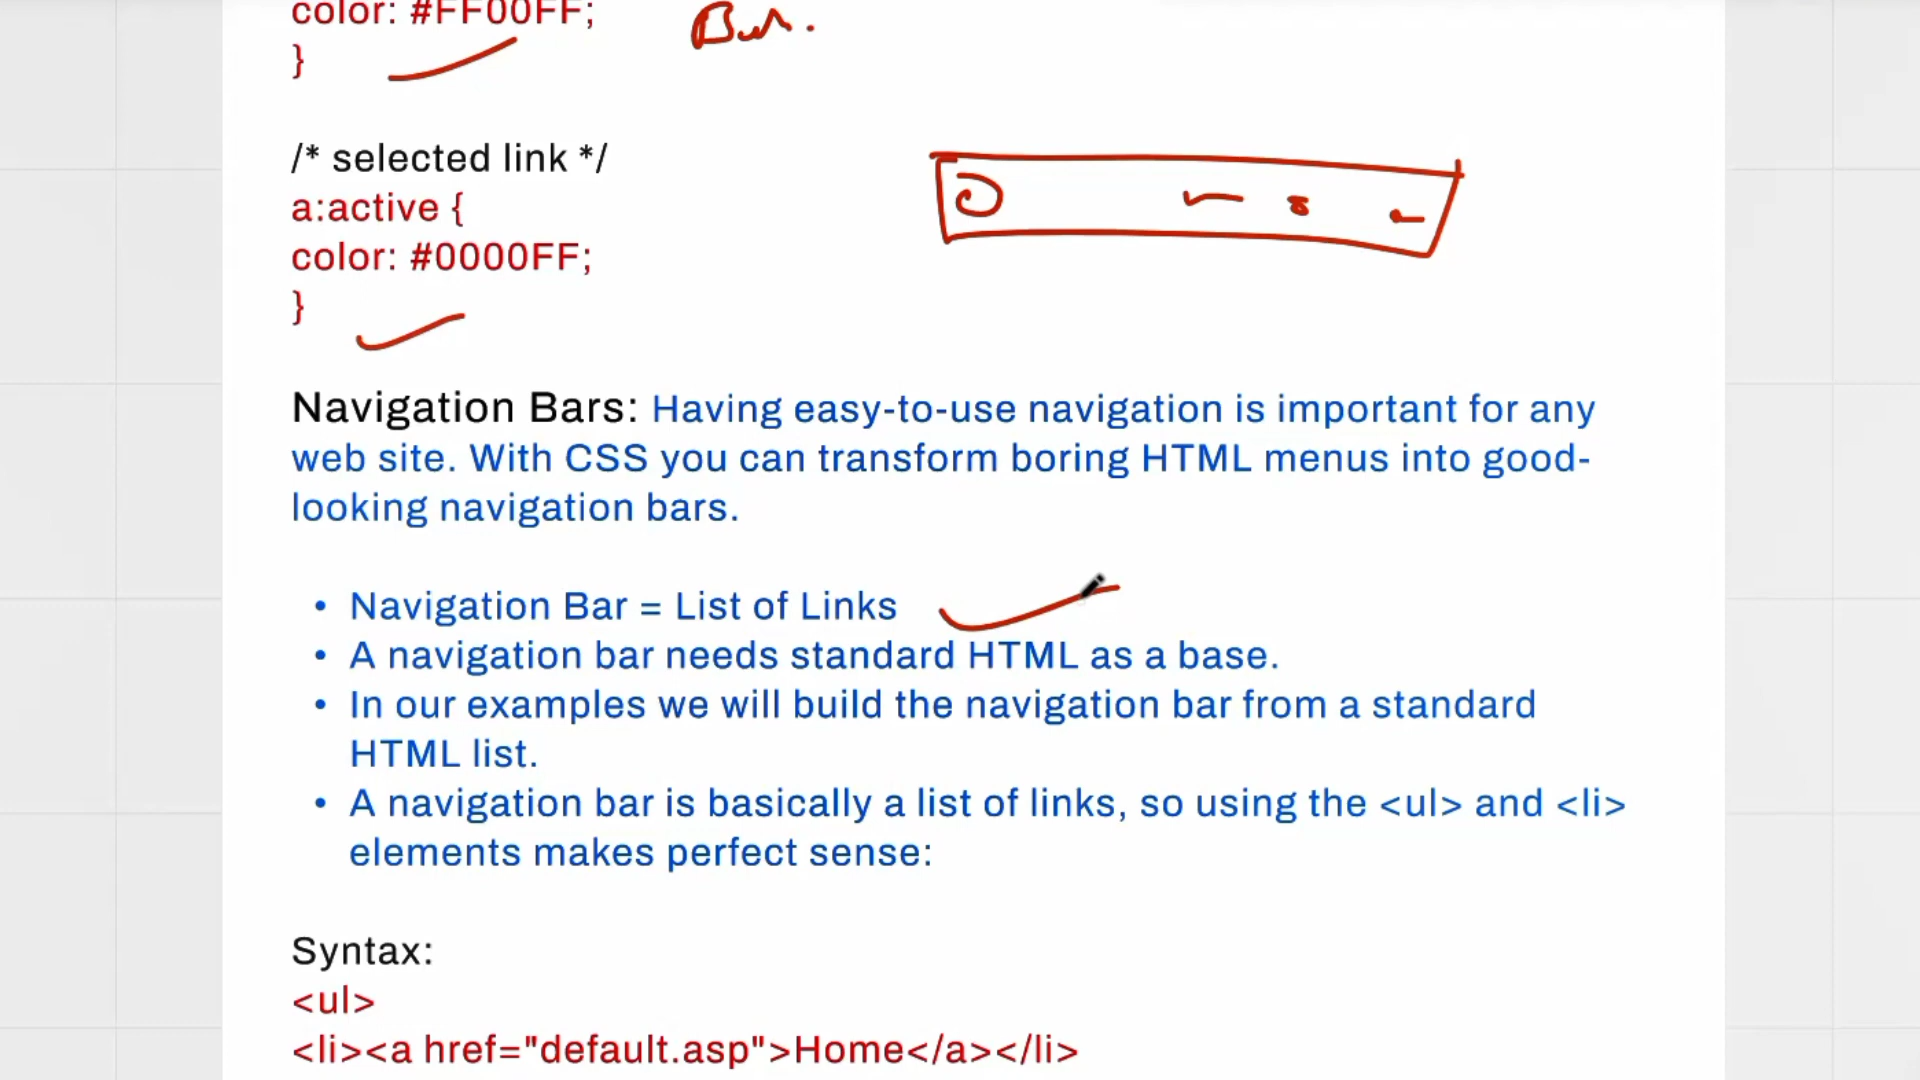 color: #FF00FF;
}
/* selected link */
a:active {
color: #0000FF;
}
Navigation Bars: Having easy-to-use navigation is important for any
web site. With CSS you can transform boring HTML menus into good-
looking navigation bars.
• Navigation Bar = List of Links
• A navigation bar needs standard HTML as a base.
• In our examples we will build the navigation bar from a standard
HTML list.
• A navigation bar is basically a list of links, so using the <ul> and <li>
elements makes perfect sense:
Syntax:
<ul>
<li><a href="default.asp">Home</a></li>